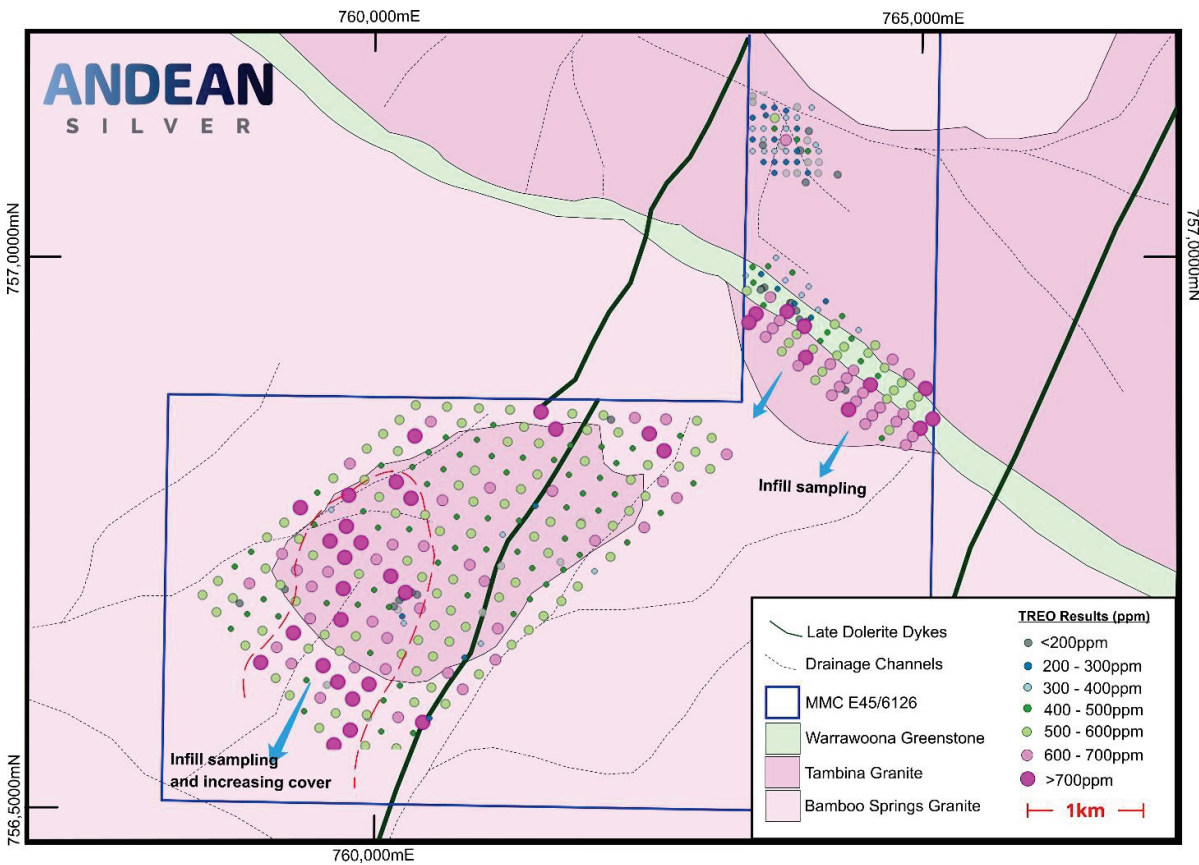 760,000mE
765,000mE
ANDEAN
SILVER
757,0000mN
757,0000mN
Infill sampling
Infill sampling
and increasing cover
756,5000mN
760,000mE
Late Dolerite Dykes
Drainage Channels
MMC E45/6126
Warrawoona Greenstone
Tambina Granite
Bamboo Springs Granite
TREO Results (ppm)
<200ppm
200 - 300ppm
300 - 400ppm
400 - 500ppm
500 - 600ppm
600 - 700ppm
>700ppm
1km